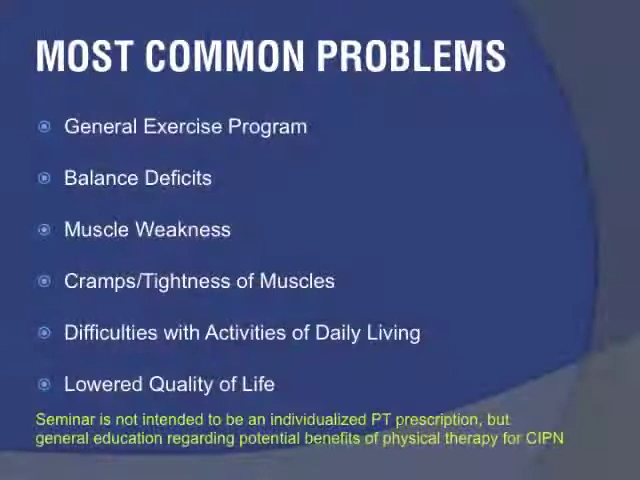 MOST COMMON PROBLEMS
General Exercise Program
Balance Deficits
Muscle Weakness
Cramps/Tightness of Muscles
Difficulties with Activities of Daily Living
Lowered Quality of Life
Seminar is not intended to be an individualized PT prescription, but
general education regarding potential benefits of physical therapy for CIPN